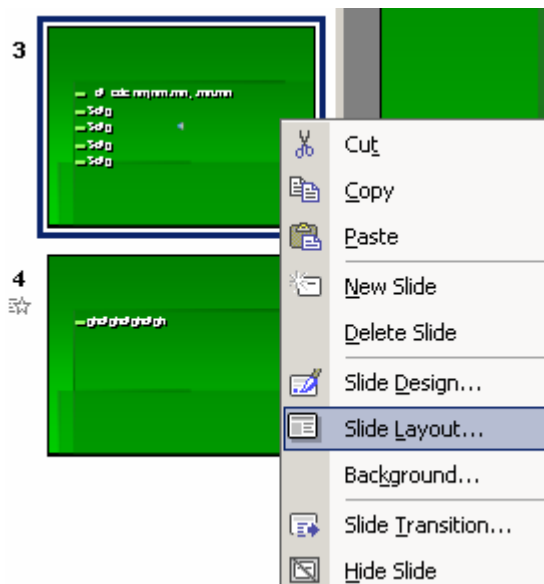 3
Cut
Copy
Paste
4
New Slide
Delete Slide
Slide Design...
Slide Layout...
Background...
Slide Transition...
Hide Slide